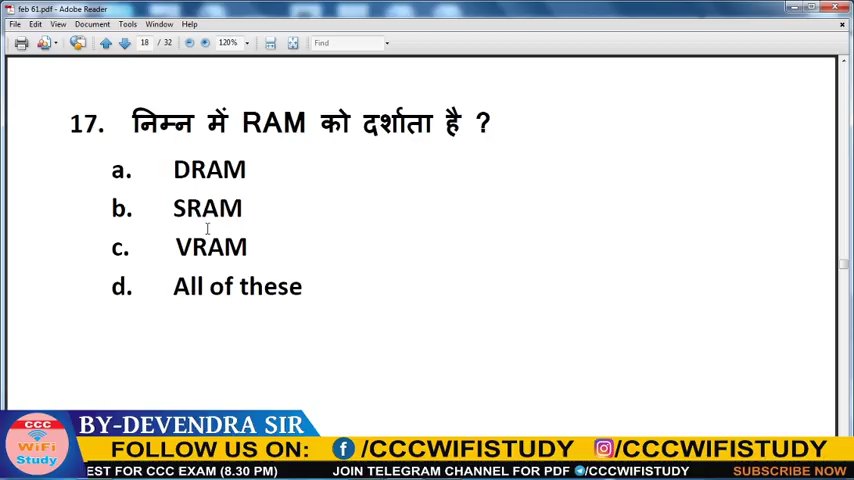 feb 61.pdf - Adobe Reader
File Edit View Document Tools Window Help
18 / 32 120% Find
17. निम्न में RAM को दर्शाता है ?
a. DRAM
b. SRAM
c. VRAM
d. All of these
CCC WiFi Study
BY-DEVENDRA SIR
FOLLOW US ON: /CCCWIFISTUDY /CCCWIFISTUDY
EST FOR CCC EXAM (8.30 PM) JOIN TELEGRAM CHANNEL FOR PDF /CCCWIFISTUDY SUBSCRIBE NOW